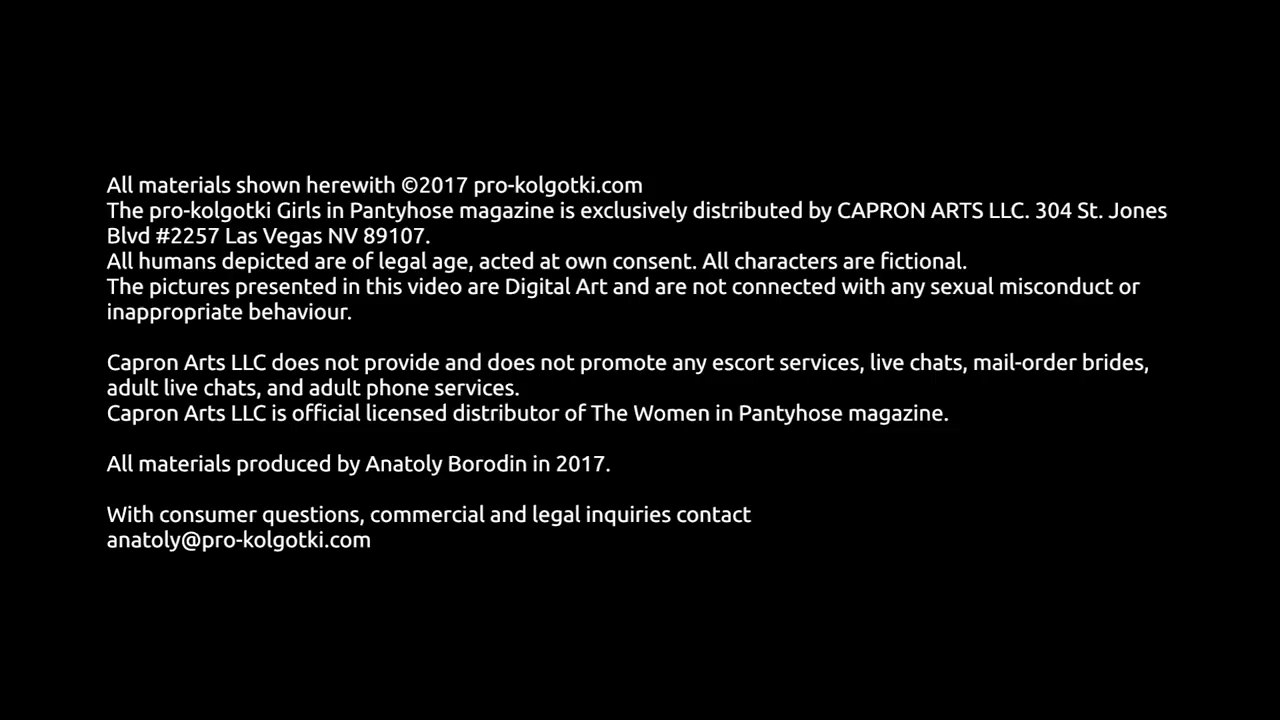 All materials shown herewith ©2017 pro-kolgotki.com
The pro-kolgotki Girls in Pantyhose magazine is exclusively distributed by CAPRON ARTS LLC. 304 St. Jones
Blvd #2257 Las Vegas NV 89107.
All humans depicted are of legal age, acted at own consent. All characters are fictional.
The pictures presented in this video are Digital Art and are not connected with any sexual misconduct or
inappropriate behaviour.
Capron Arts LLC does not provide and does not promote any escort services, live chats, mail-order brides,
adult live chats, and adult phone services.
Capron Arts LLC is official licensed distributor of The Women in Pantyhose magazine.
All materials produced by Anatoly Borodin in 2017.
With consumer questions, commercial and legal inquiries contact
anatoly@pro-kolgotki.com